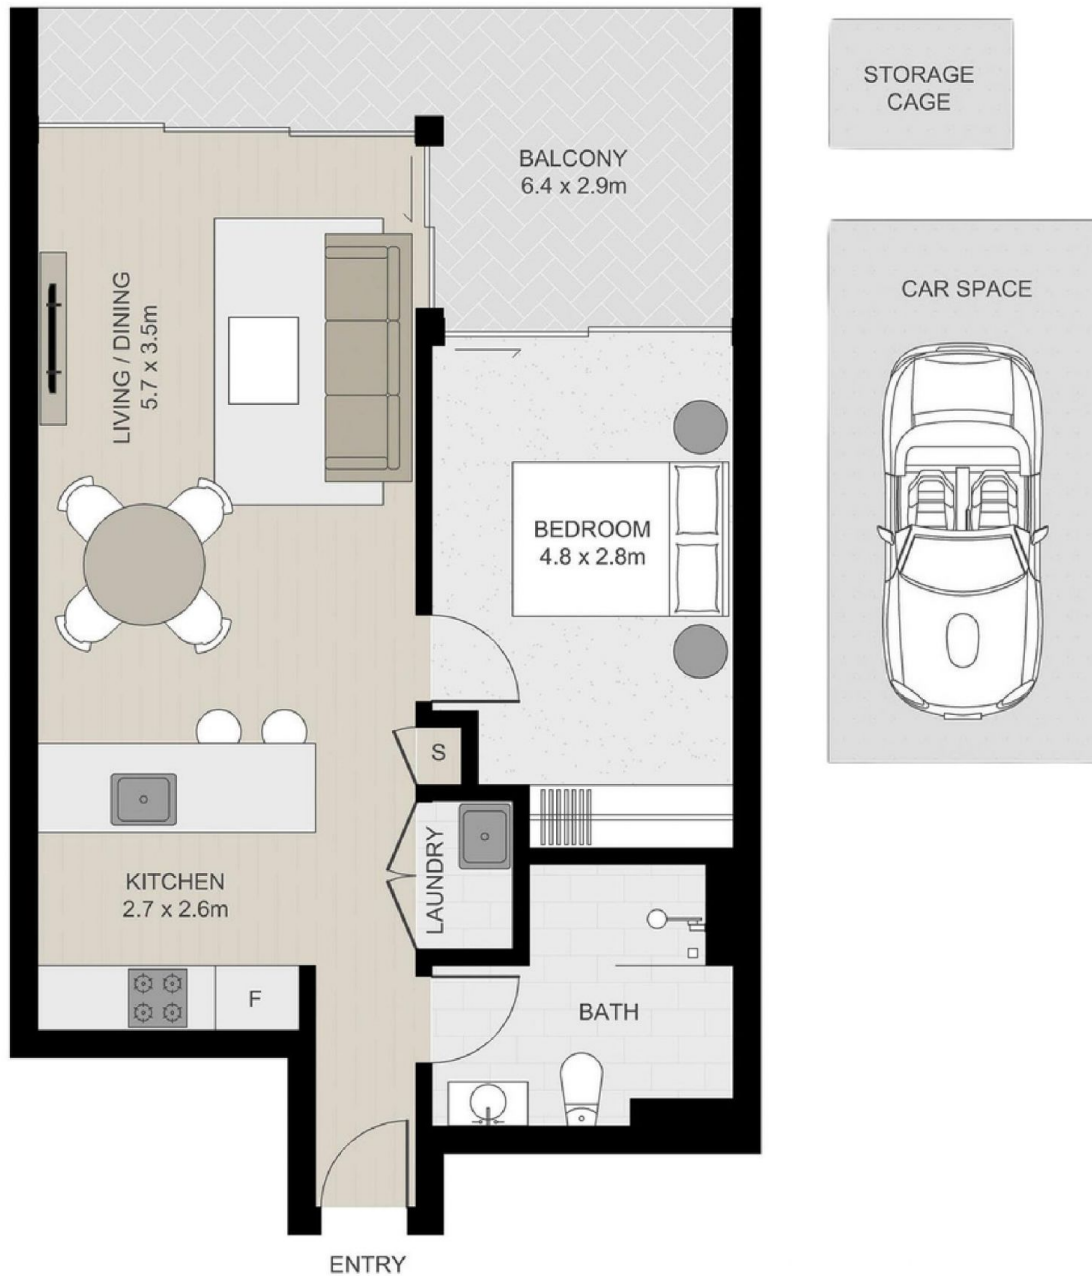 STORAGE
CAGE
BALCONY
6.4 x 2.9m
CAR SPACE
LIVING / DINING
5.7 x 3.5m
BEDROOM
4.8 x 2.8m
S
LAUNDRY
KITCHEN
2.7 x 2.6m
F
BATH
ENTRY